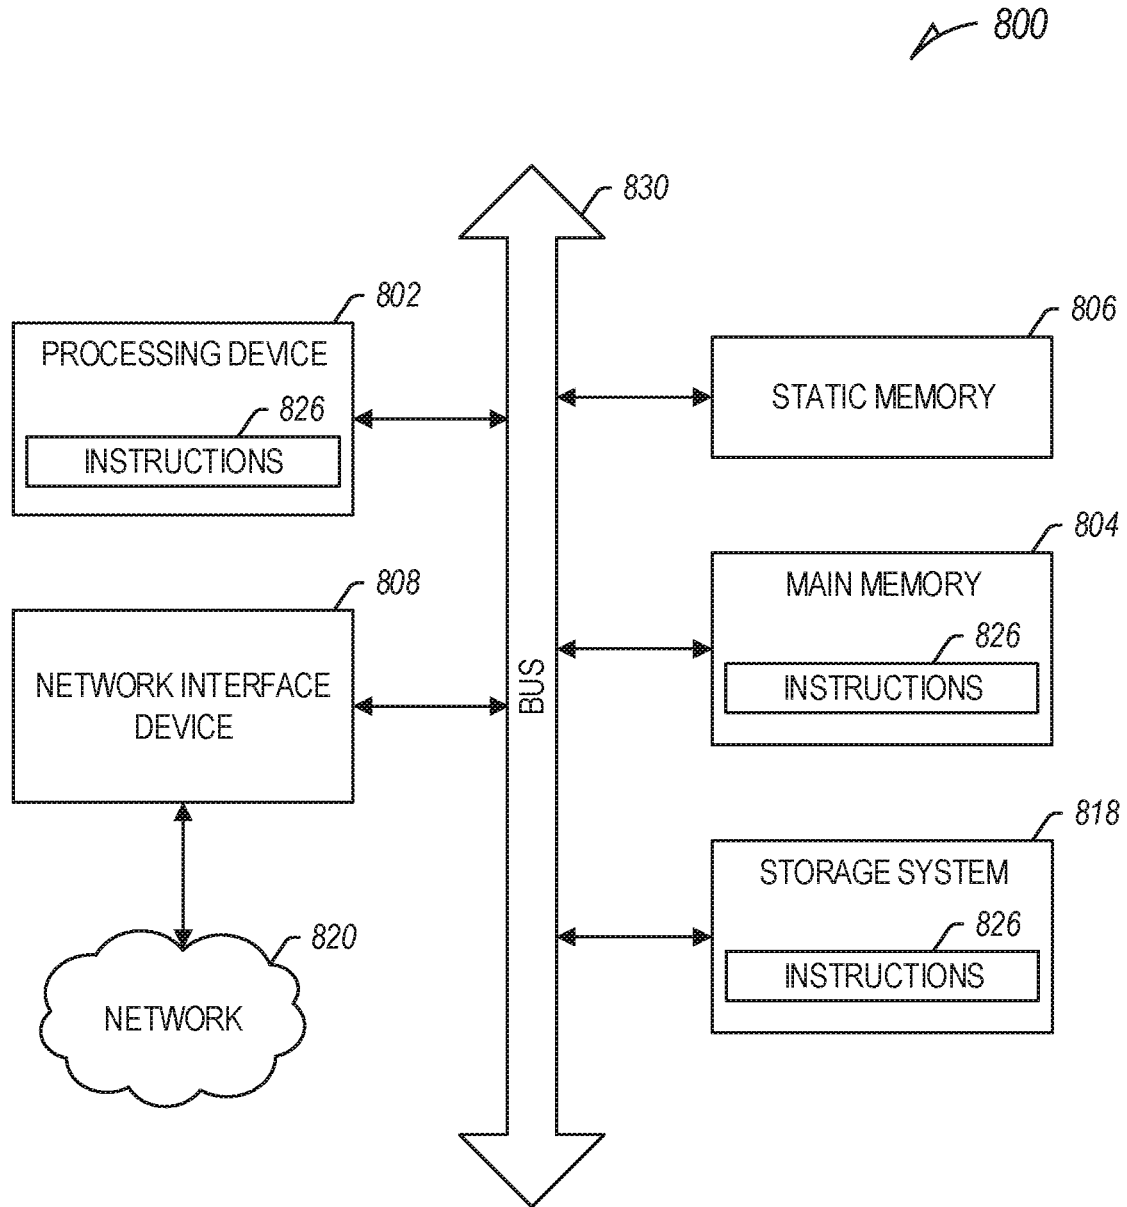 800
830
802
PROCESSING DEVICE
826
INSTRUCTIONS
806
STATIC MEMORY
804
MAIN MEMORY
826
INSTRUCTIONS
808
NETWORK INTERFACE
DEVICE
BUS
818
STORAGE SYSTEM
826
INSTRUCTIONS
820
NETWORK